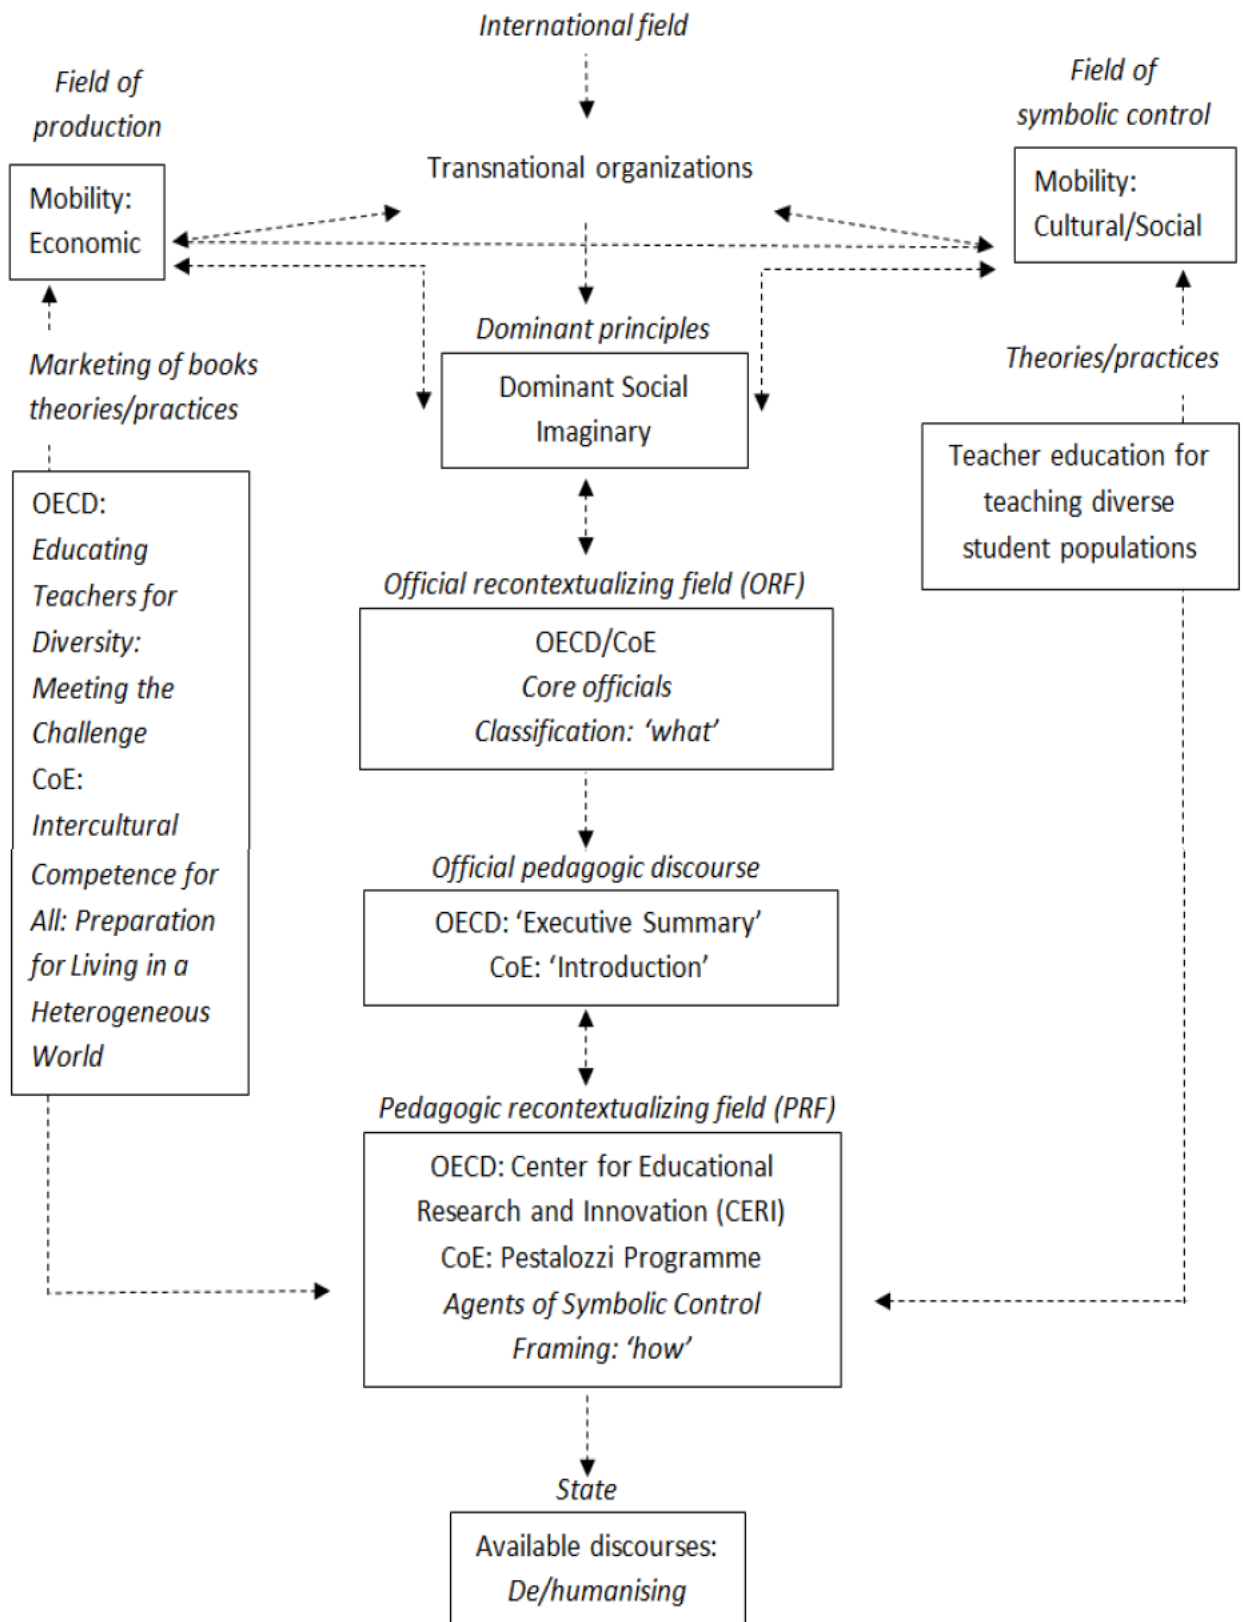 International field
Field of
production
Field of
symbolic control
Transnational organizations
Mobility:
Economic
Mobility:
Cultural/Social
Dominant principles
Dominant Social
Imaginary
Marketing of books
theories/practices
Theories/practices
Teacher education for
teaching diverse
student populations
OECD:
Educating
Teachers for
Diversity:
Meeting the
Challenge
CoE:
Intercultural
Competence for
All: Preparation
for Living in a
Heterogeneous
World
Official recontextualizing field (ORF)
OECD/CoE
Core officials
Classification: ‘what’
Official pedagogic discourse
OECD: ‘Executive Summary’
CoE: ‘Introduction’
Pedagogic recontextualizing field (PRF)
OECD: Center for Educational
Research and Innovation (CERI)
CoE: Pestalozzi Programme
Agents of Symbolic Control
Framing: ‘how’
State
Available discourses:
De/humanising